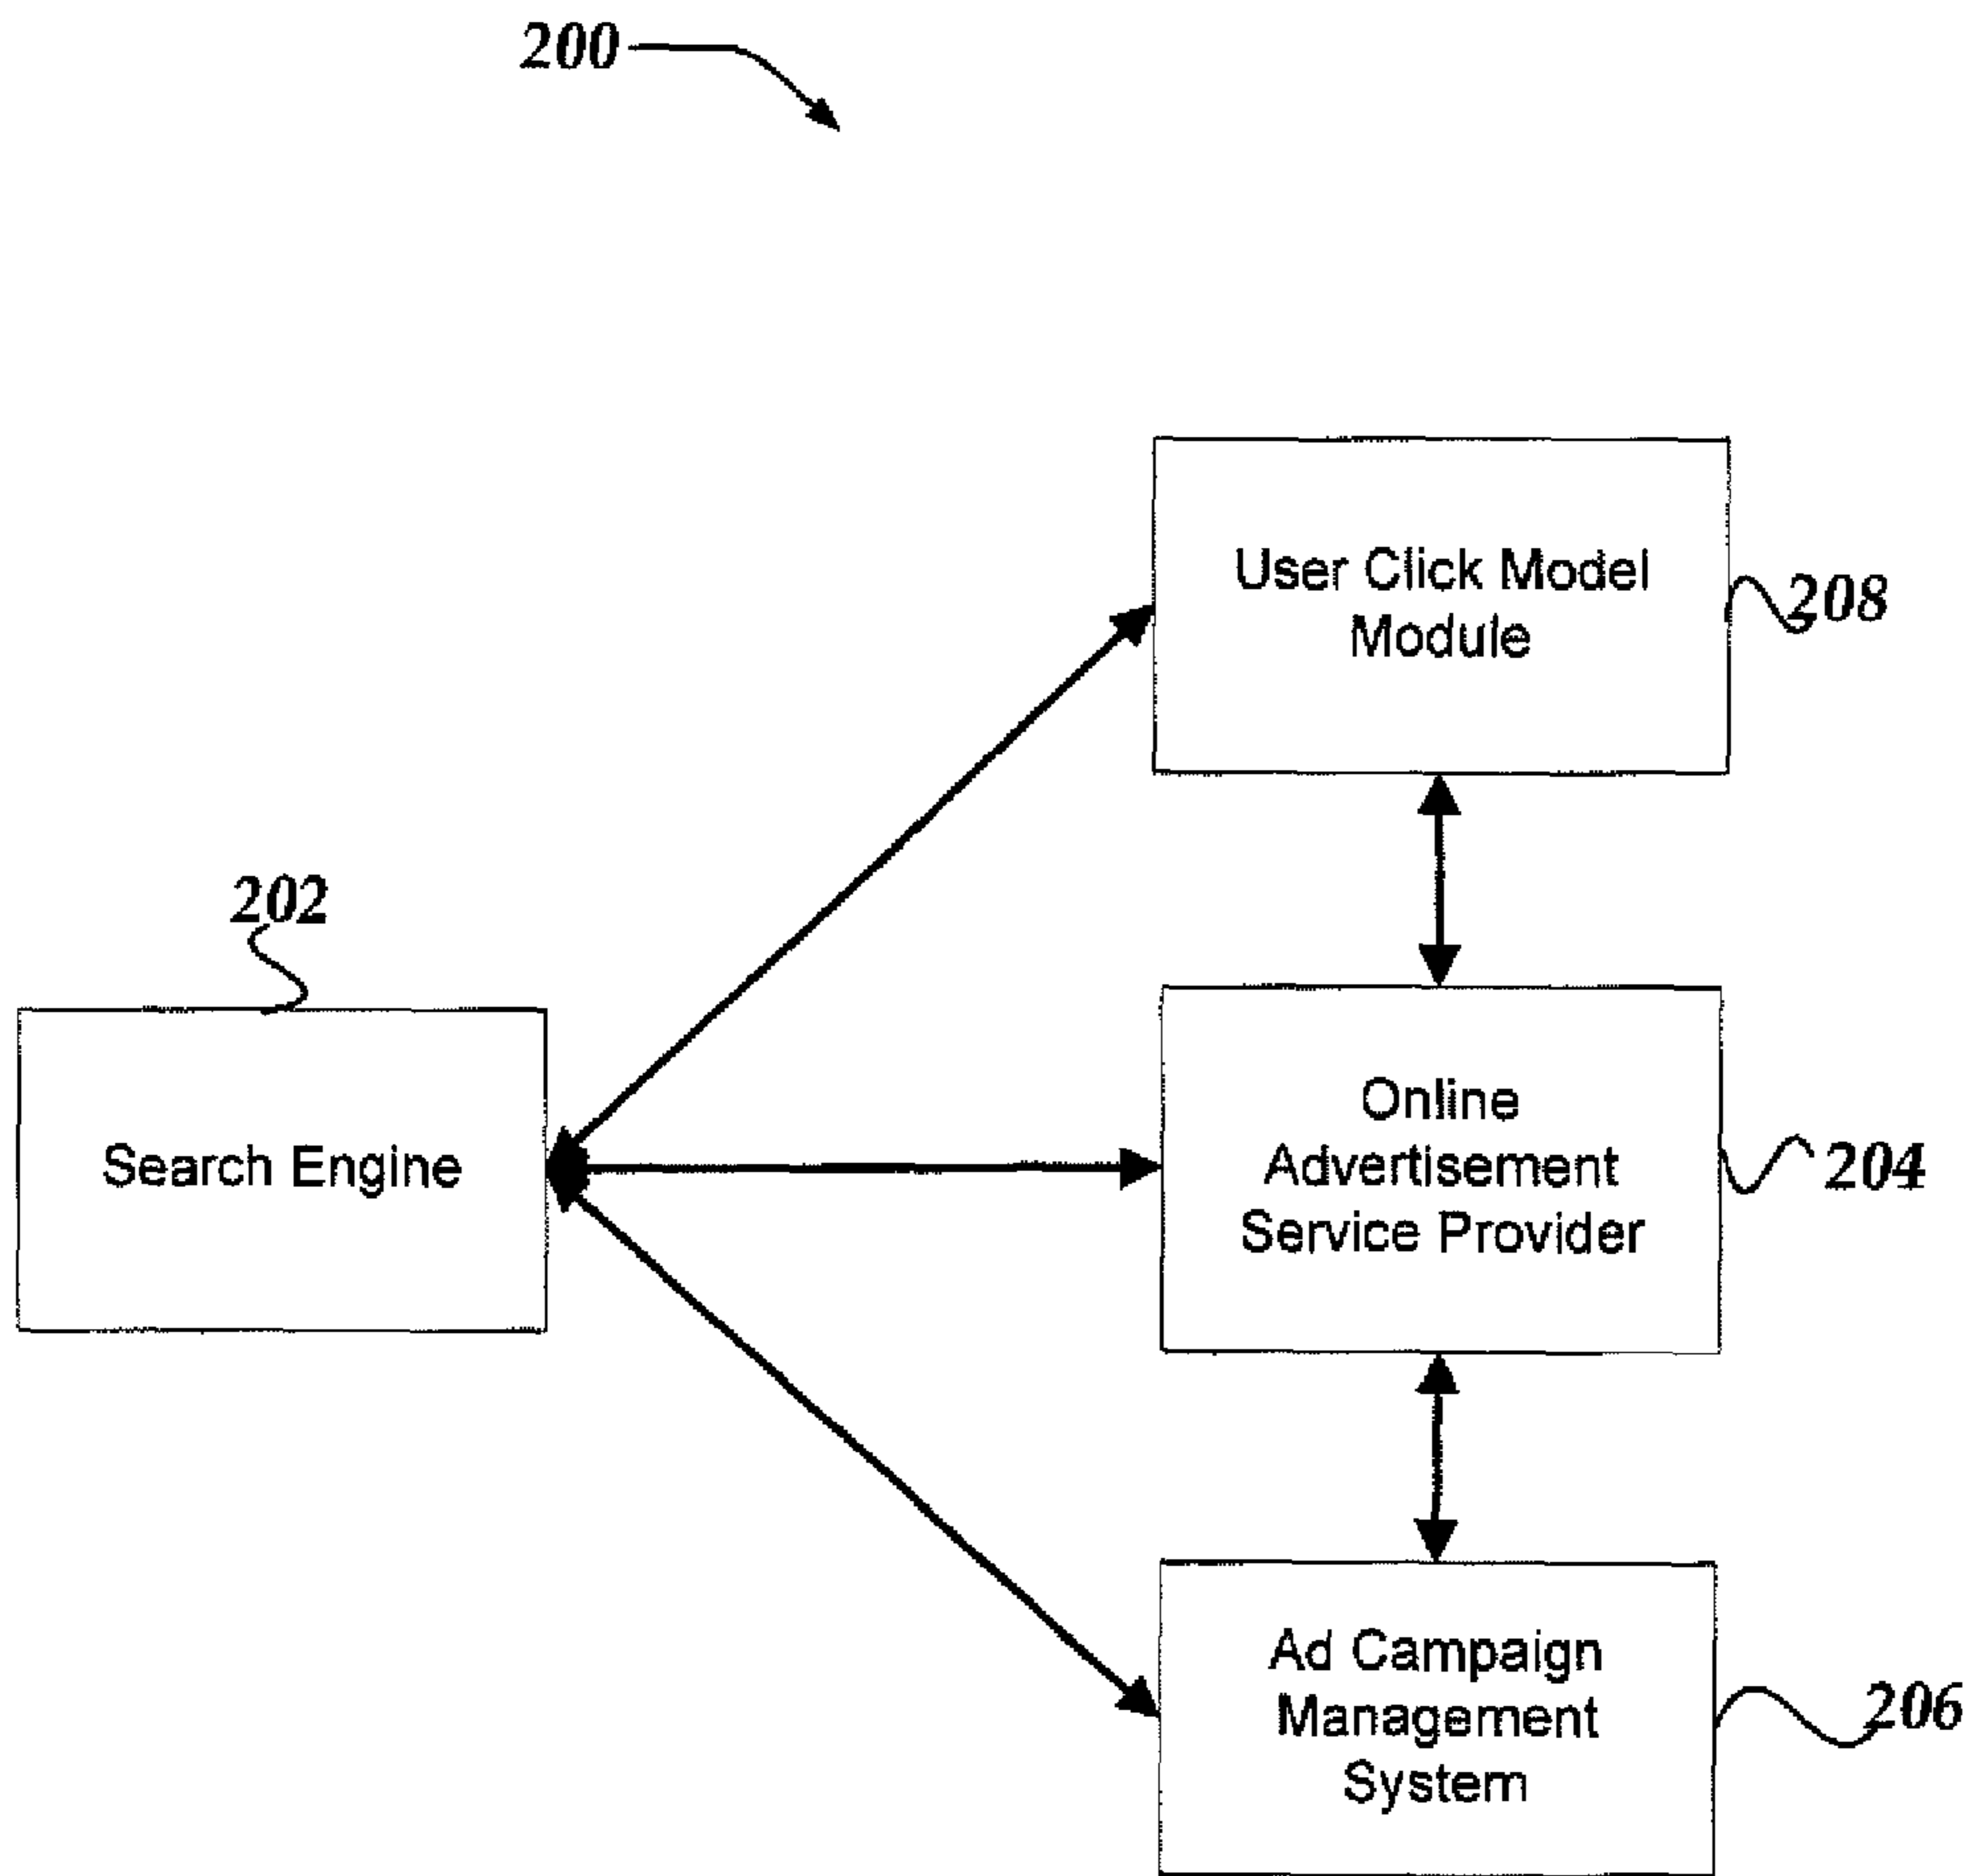 200
User Click Model
Module
208
202
Search Engine
Online
Advertisement
Service Provider
204
Ad Campaign
Management
System
206